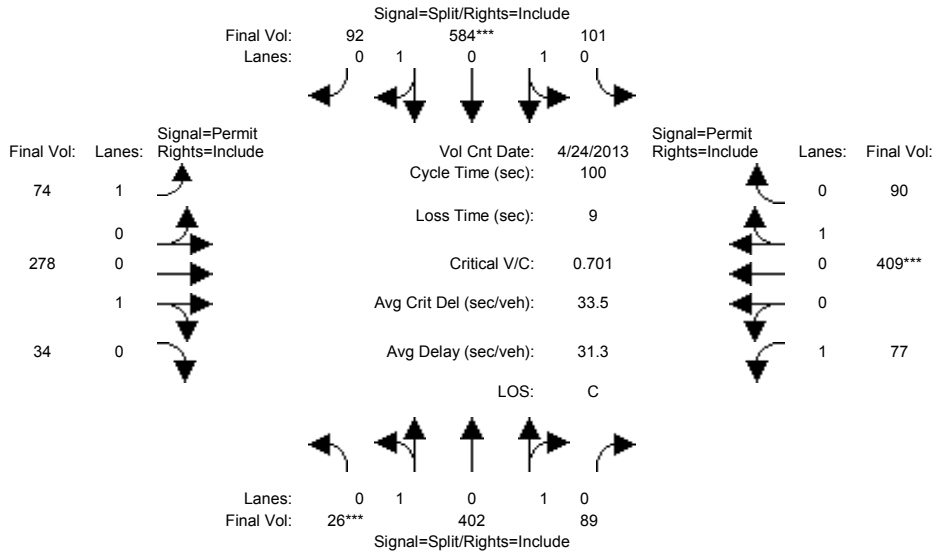 Signal=Split/Rights=Include
Final Vol: 92 584*** 101
Lanes: 0 1 0 1 0
Signal=Permit Signal=Permit
Final Vol: Lanes: Rights=Include Vol Cnt Date: 4/24/2013 Rights=Include Lanes: Final Vol:
Cycle Time (sec): 100
74 1 0 90
Loss Time (sec): 9
0 1
278 0 Critical V/C: 0.701 0 409***
1 Avg Crit Del (sec/veh): 33.5 0
34 0 Avg Delay (sec/veh): 31.3 1 77
LOS: C
Lanes: 0 1 0 1 0
Final Vol: 26*** 402 89
Signal=Split/Rights=Include